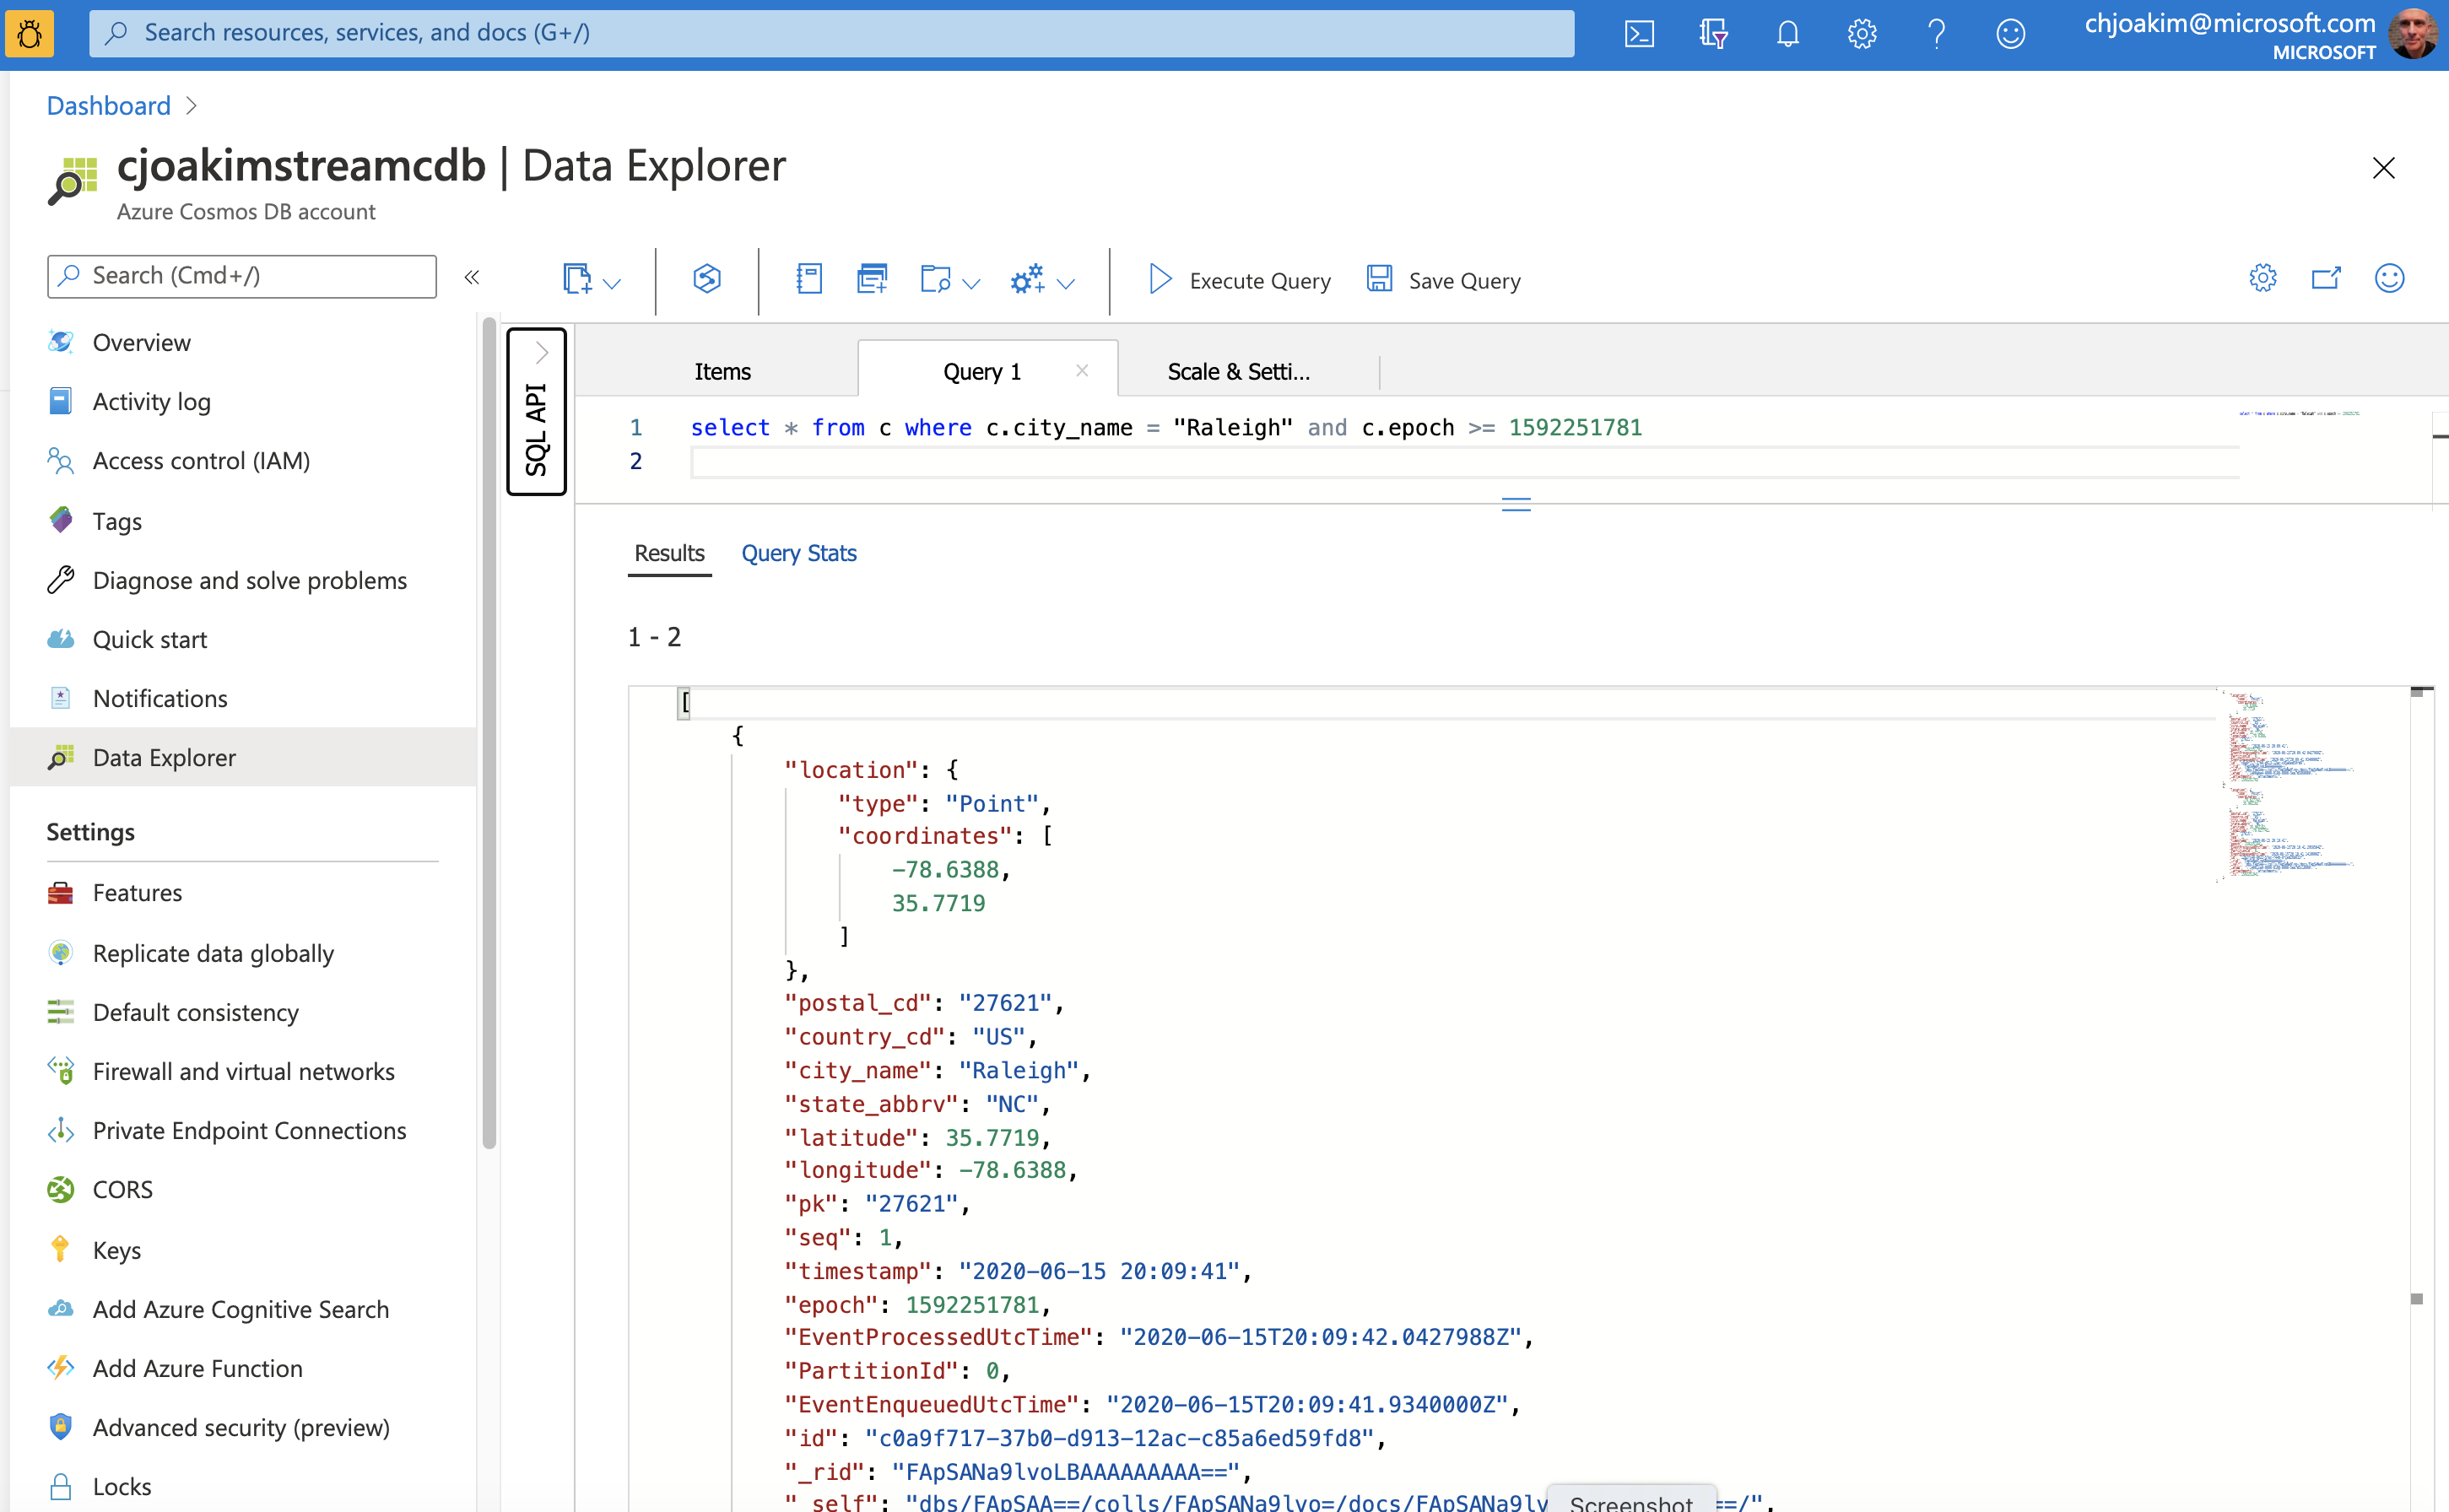 Search resources, services, and docs (G+/)
chjoakim@microsoft.com
MICROSOFT
Dashboard
cjoakimstreamcdb | Data Explorer
Azure Cosmos DB account
Search (Cmd+/)
«
Execute Query
Save Query
Overview
Activity log
Access control (IAM)
Tags
Diagnose and solve problems
Quick start
Notifications
Data Explorer
Settings
Features
Replicate data globally
Default consistency
Firewall and virtual networks
Private Endpoint Connections
CORS
Keys
Add Azure Cognitive Search
Add Azure Function
Advanced security (preview)
Locks
SQL API
Items
Query 1
Scale & Setti...
1 select * from c where c.city_name = "Raleigh" and c.epoch >= 1592251781
2
Results
Query Stats
1 - 2
[
{
"location": {
"type": "Point",
"coordinates": [
-78.6388,
35.7719
]
},
"postal_cd": "27621",
"country_cd": "US",
"city_name": "Raleigh",
"state_abbrv": "NC",
"latitude": 35.7719,
"longitude": -78.6388,
"pk": "27621",
"seq": 1,
"timestamp": "2020-06-15 20:09:41",
"epoch": 1592251781,
"EventProcessedUtcTime": "2020-06-15T20:09:42.0427988Z",
"PartitionId": 0,
"EventEnqueuedUtcTime": "2020-06-15T20:09:41.9340000Z",
"id": "c0a9f717-37b0-d913-12ac-c85a6ed59fd8",
"_rid": "FApSANa9lvoLBAAAAAAAAA==",
"_self": "dbs/FApSAA==/colls/FApSANa9lvo=/docs/FApSANa9lv ==/",
Screenshot